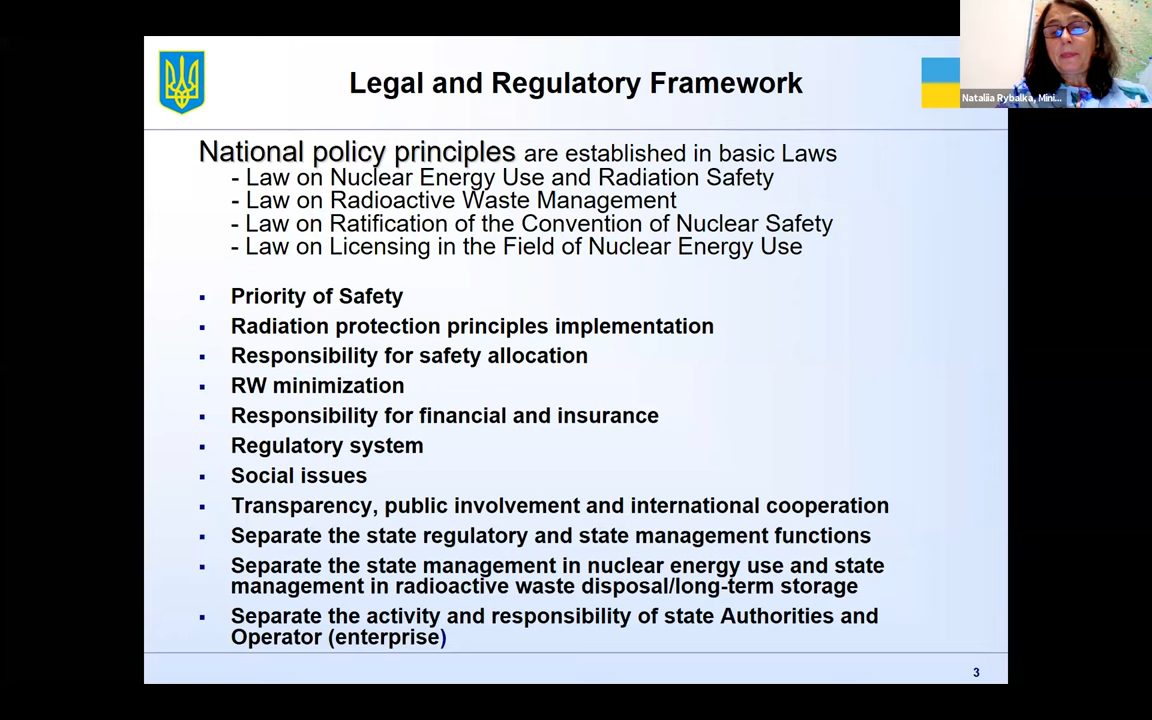 Legal and Regulatory Framework
Nataliia Rybalka, Mini...
National policy principles are established in basic Laws
- Law on Nuclear Energy Use and Radiation Safety
- Law on Radioactive Waste Management
- Law on Ratification of the Convention of Nuclear Safety
- Law on Licensing in the Field of Nuclear Energy Use
▪ Priority of Safety
▪ Radiation protection principles implementation
▪ Responsibility for safety allocation
▪ RW minimization
▪ Responsibility for financial and insurance
▪ Regulatory system
▪ Social issues
▪ Transparency, public involvement and international cooperation
▪ Separate the state regulatory and state management functions
▪ Separate the state management in nuclear energy use and state
management in radioactive waste disposal/long-term storage
▪ Separate the activity and responsibility of state Authorities and
Operator (enterprise)
3